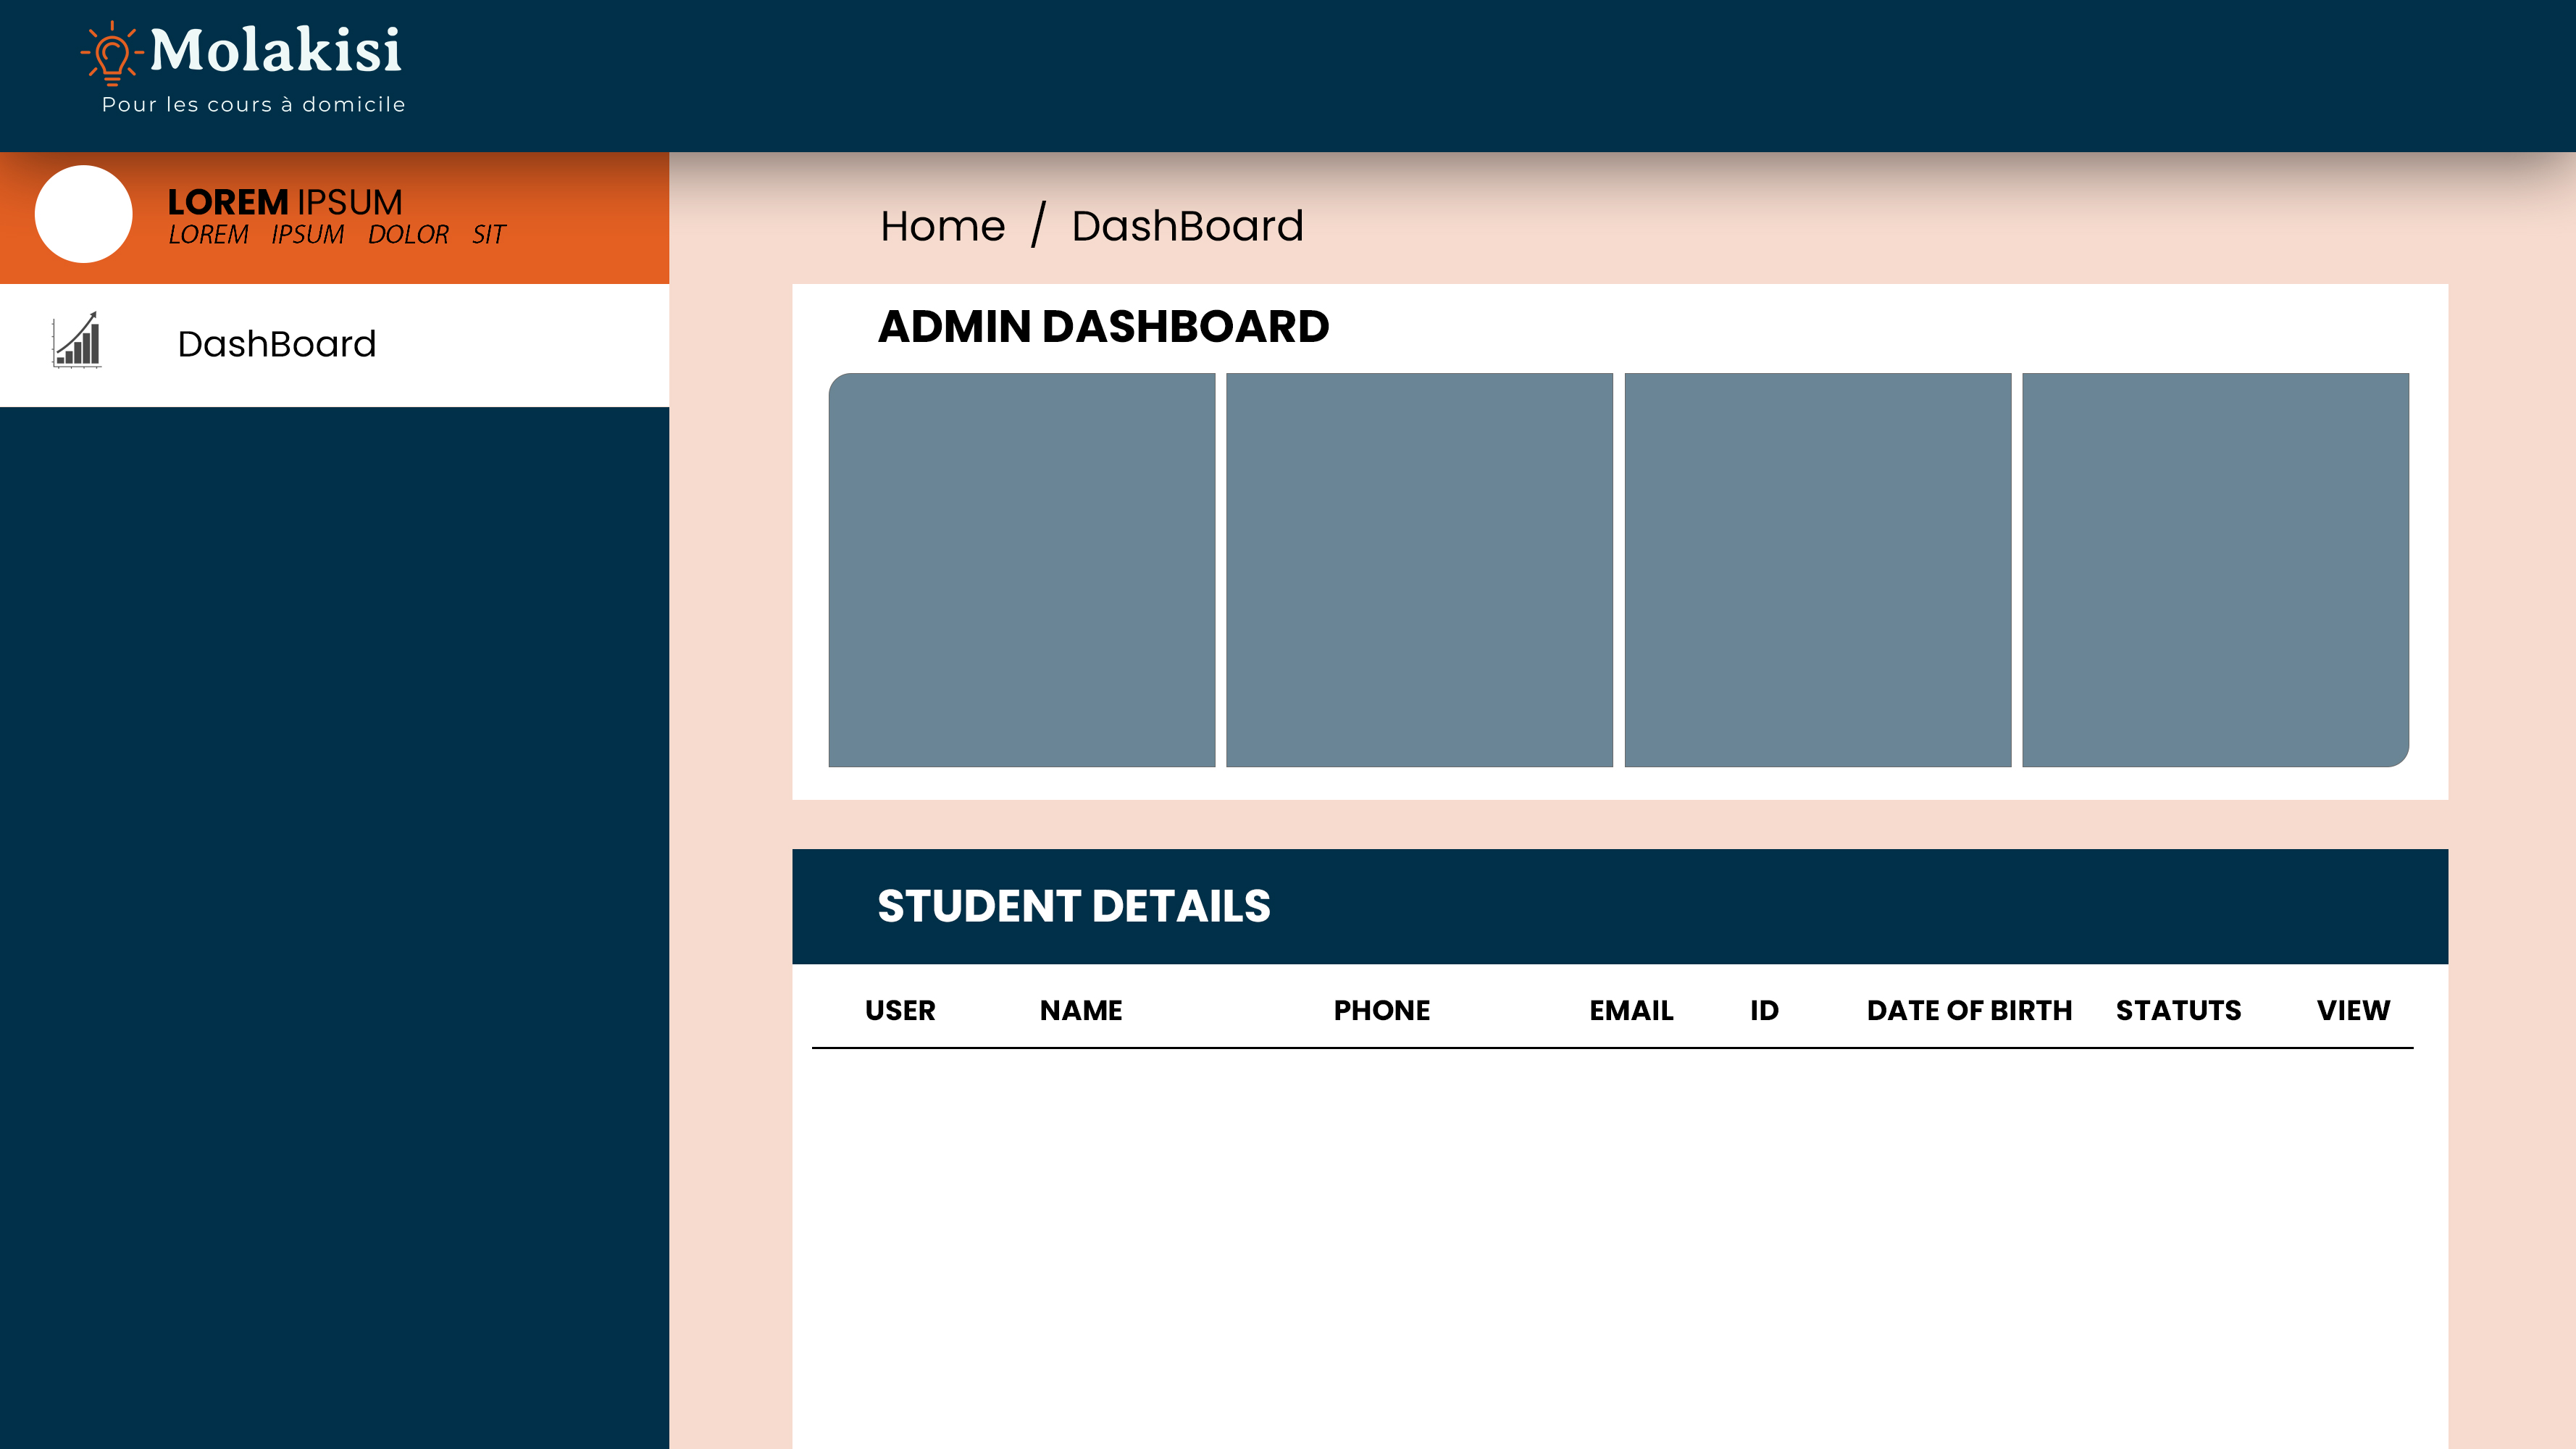 Molakisi
Pour les cours à domicile
LOREM IPSUM
LOREM IPSUM DOLOR SIT
DashBoard
Home / DashBoard
ADMIN DASHBOARD
STUDENT DETAILS
USER NAME PHONE EMAIL ID DATE OF BIRTH STATUTS VIEW